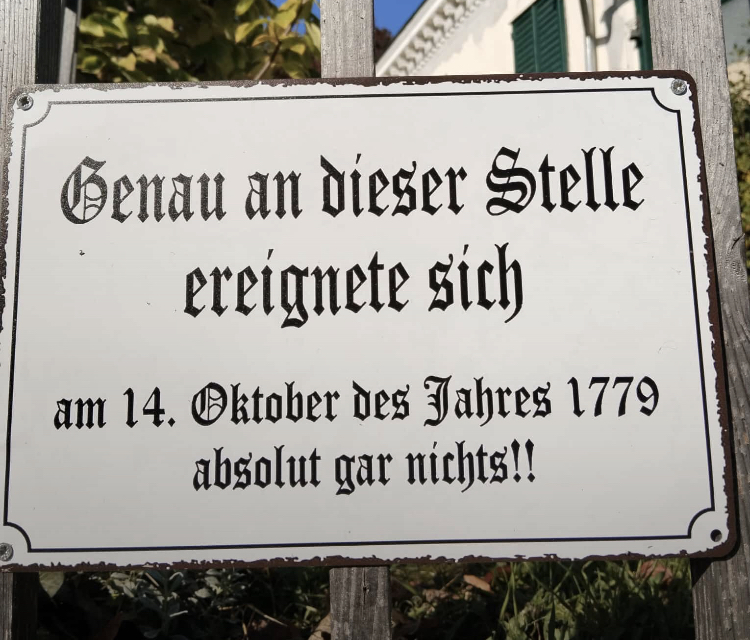 Genau an dieser Stelle
ereignete sich
am 14. Oktober des Jahres 1779
absolut gar nichts!!